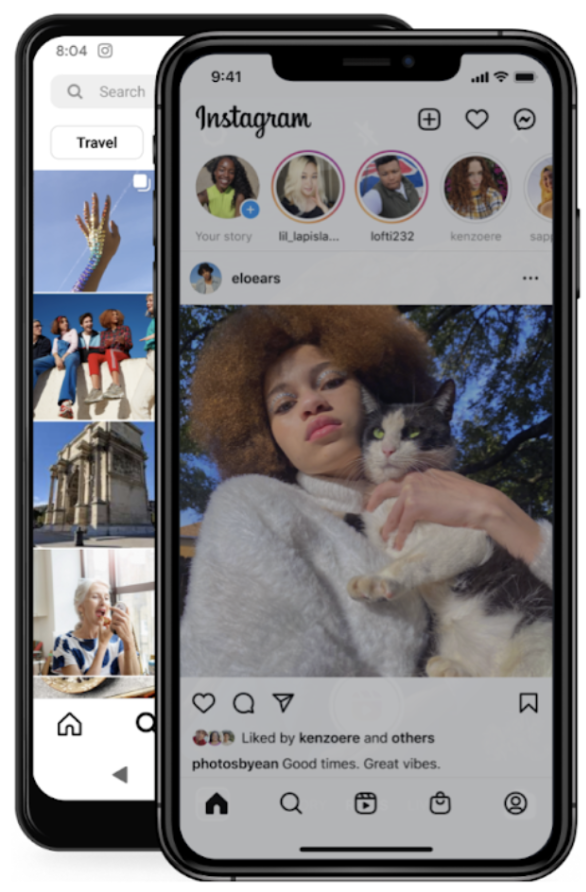 8:04
Search
Travel
9:41
Instagram
Your story
lil_lapisla...
lofti232
kenzoere
sapp
eloears
Liked by kenzoere and others
photosbyean Good times. Great vibes.